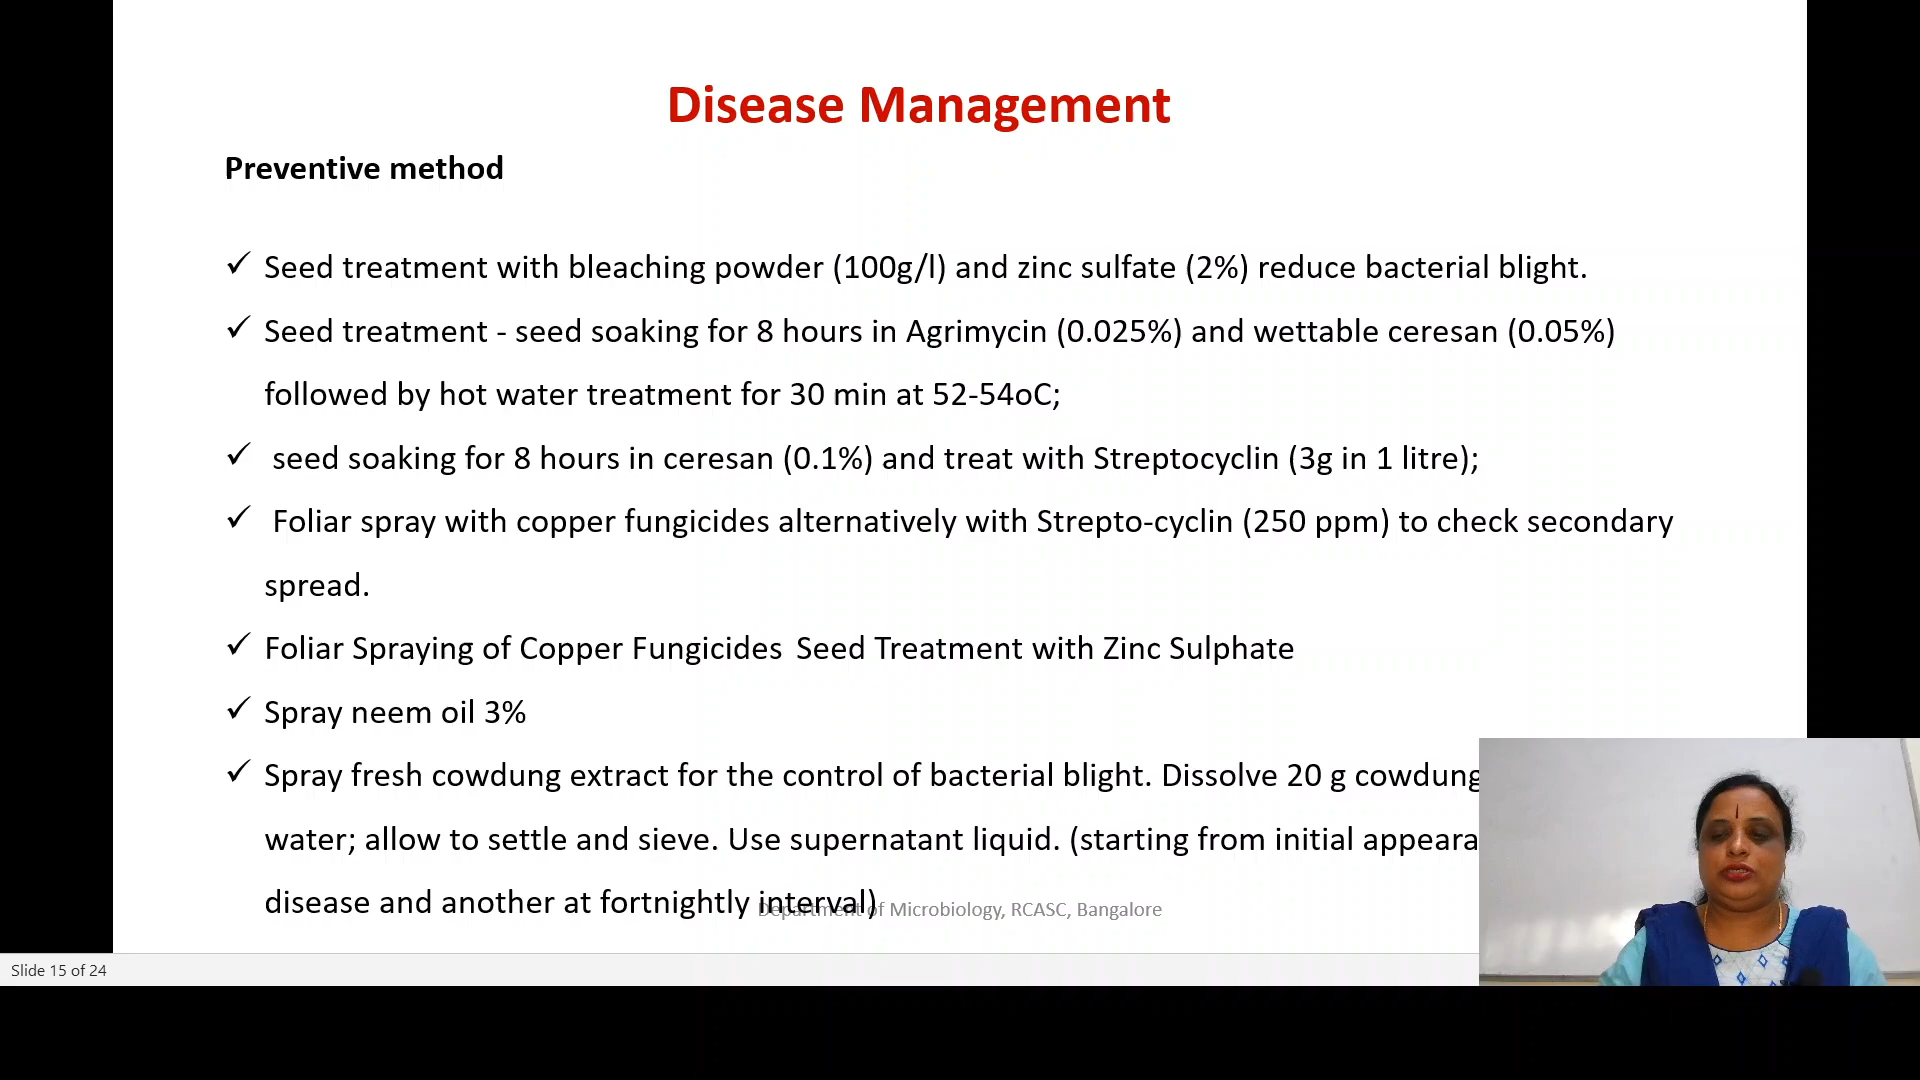 Disease Management
Preventive method
✓ Seed treatment with bleaching powder (100g/l) and zinc sulfate (2%) reduce bacterial blight.
✓ Seed treatment - seed soaking for 8 hours in Agrimycin (0.025%) and wettable ceresan (0.05%)
followed by hot water treatment for 30 min at 52-54oC;
✓ seed soaking for 8 hours in ceresan (0.1%) and treat with Streptocyclin (3g in 1 litre);
✓ Foliar spray with copper fungicides alternatively with Strepto-cyclin (250 ppm) to check secondary
spread.
✓ Foliar Spraying of Copper Fungicides Seed Treatment with Zinc Sulphate
✓ Spray neem oil 3%
✓ Spray fresh cowdung extract for the control of bacterial blight. Dissolve 20 g cowdung
water; allow to settle and sieve. Use supernatant liquid. (starting from initial appeara
disease and another at fortnightly interval)
Department of Microbiology, RCASC, Bangalore
Slide 15 of 24